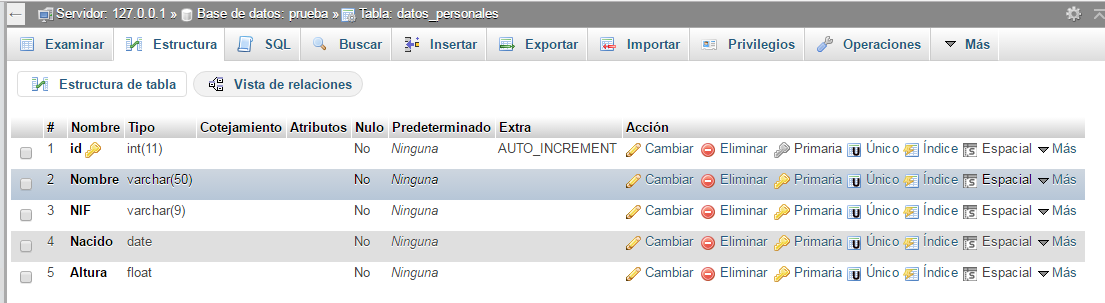 Servidor: 127.0.0.1 » Base de datos: prueba » Tabla: datos_personales
Examinar Estructura SQL Buscar Insertar Exportar Importar Privilegios Operaciones Más
Estructura de tabla Vista de relaciones
# Nombre Tipo Cotejamiento Atributos Nulo Predeterminado Extra Acción
1 id int(11) No Ninguna AUTO_INCREMENT Cambiar Eliminar Primaria Único Índice Espacial Más
2 Nombre varchar(50) No Ninguna Cambiar Eliminar Primaria Único Índice Espacial Más
3 NIF varchar(9) No Ninguna Cambiar Eliminar Primaria Único Índice Espacial Más
4 Nacido date No Ninguna Cambiar Eliminar Primaria Único Índice Espacial Más
5 Altura float No Ninguna Cambiar Eliminar Primaria Único Índice Espacial Más